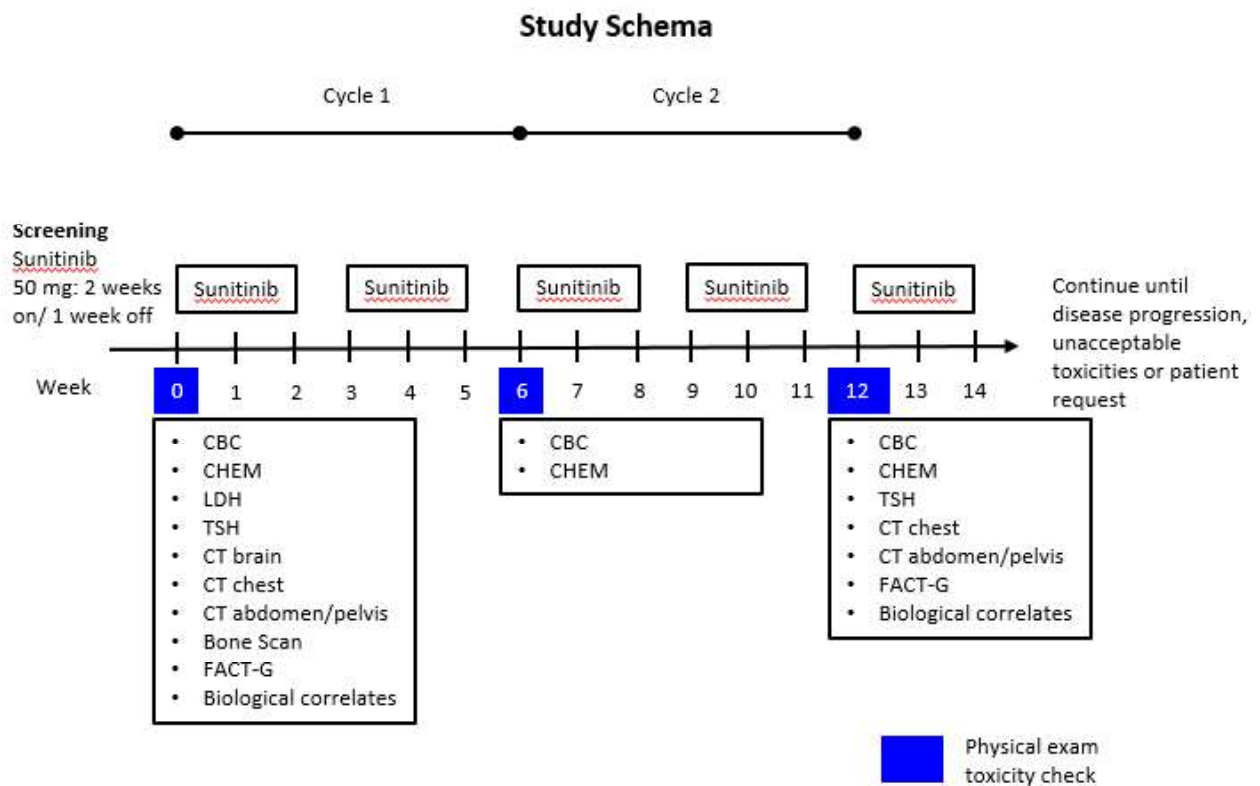 Study Schema
Cycle 1
Cycle 2
Screening
Sunitinib
50 mg: 2 weeks
on/ 1 week off
Sunitinib
Sunitinib
Sunitinib
Sunitinib
Sunitinib
Continue until
disease progression,
unacceptable
toxicities or patient
request
Week
0 1 2 3 4 5 6 7 8 9 10 11 12 13 14
• CBC
• CHEM
• LDH
• TSH
• CT brain
• CT chest
• CT abdomen/pelvis
• Bone Scan
• FACT-G
• Biological correlates
• CBC
• CHEM
• CBC
• CHEM
• TSH
• CT chest
• CT abdomen/pelvis
• FACT-G
• Biological correlates
Physical exam
toxicity check